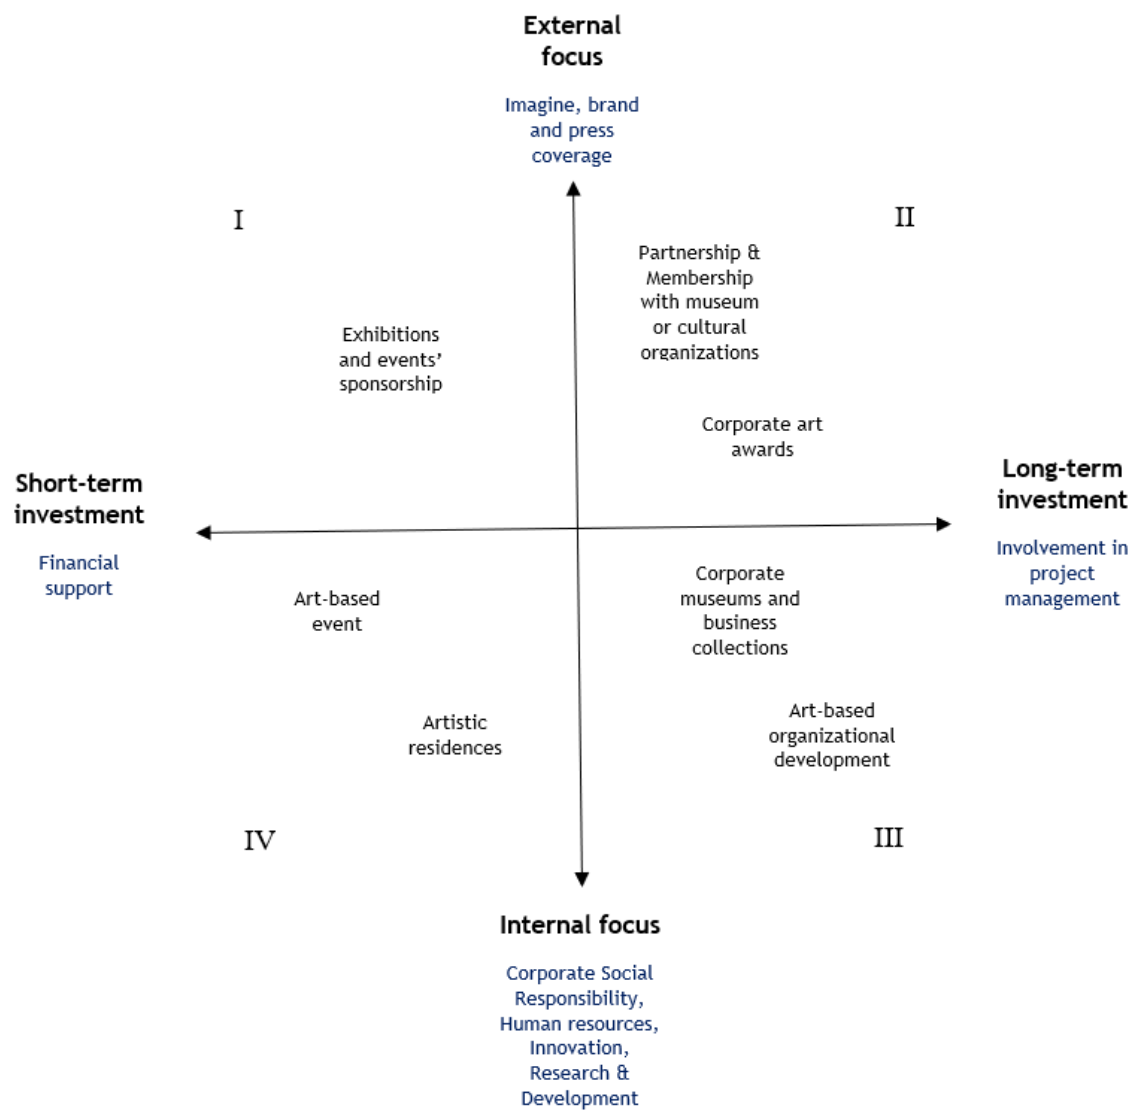 External
focus
Imagine, brand
and press
coverage
I
II
Partnership &
Membership
with museum
or cultural
organizations
Exhibitions
and events’
sponsorship
Corporate art
awards
Short-term
investment
Financial
support
Long-term
investment
Involvement in
project
management
Art-based
event
Corporate
museums and
business
collections
Artistic
residences
Art-based
organizational
development
IV
III
Internal focus
Corporate Social
Responsibility,
Human resources,
Innovation,
Research &
Development